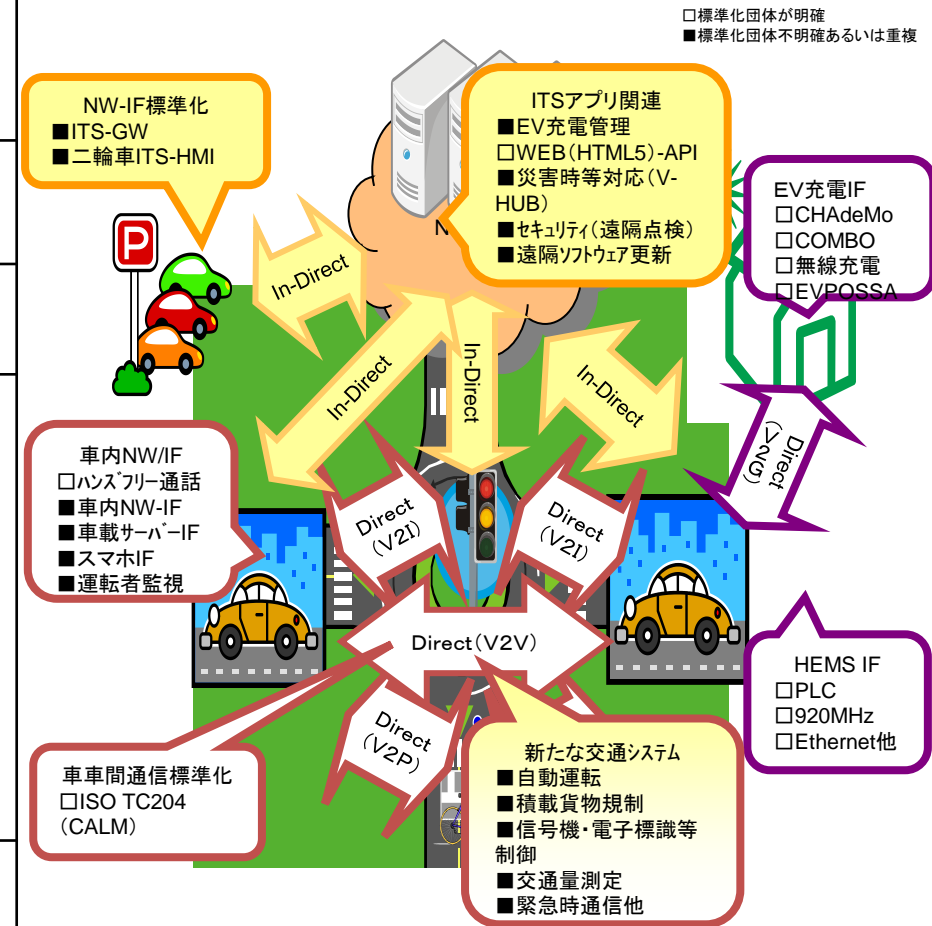 □標準化団体が明確
■標準化団体不明確あるいは重複
NW-IF標準化
■ITS-GW
■二輪車ITS-HMI
ITSアプリ関連
■EV充電管理
□WEB(HTML5)-API
■災害時等対応(V-
HUB)
■セキュリティ(遠隔点検)
■遠隔ソフトウェア更新
EV充電IF
□CHAdeMo
□COMBO
□無線充電
□EVPOSSA
P
In-Direct
In-Direct
In-Direct
In-Direct
Direct
(V2G)
車内NW/IF
□ハンズフリー通話
■車内NW-IF
■車載サーバーIF
■スマホIF
■運転者監視
Direct
(V2I)
Direct
(V2I)
Direct(V2V)
Direct
(V2P)
HEMS IF
□PLC
□920MHz
□Ethernet他
車車間通信標準化
□ISO TC204
(CALM)
新たな交通システム
■自動運転
■積載貨物規制
■信号機・電子標識等
制御
■交通量測定
■緊急時通信他